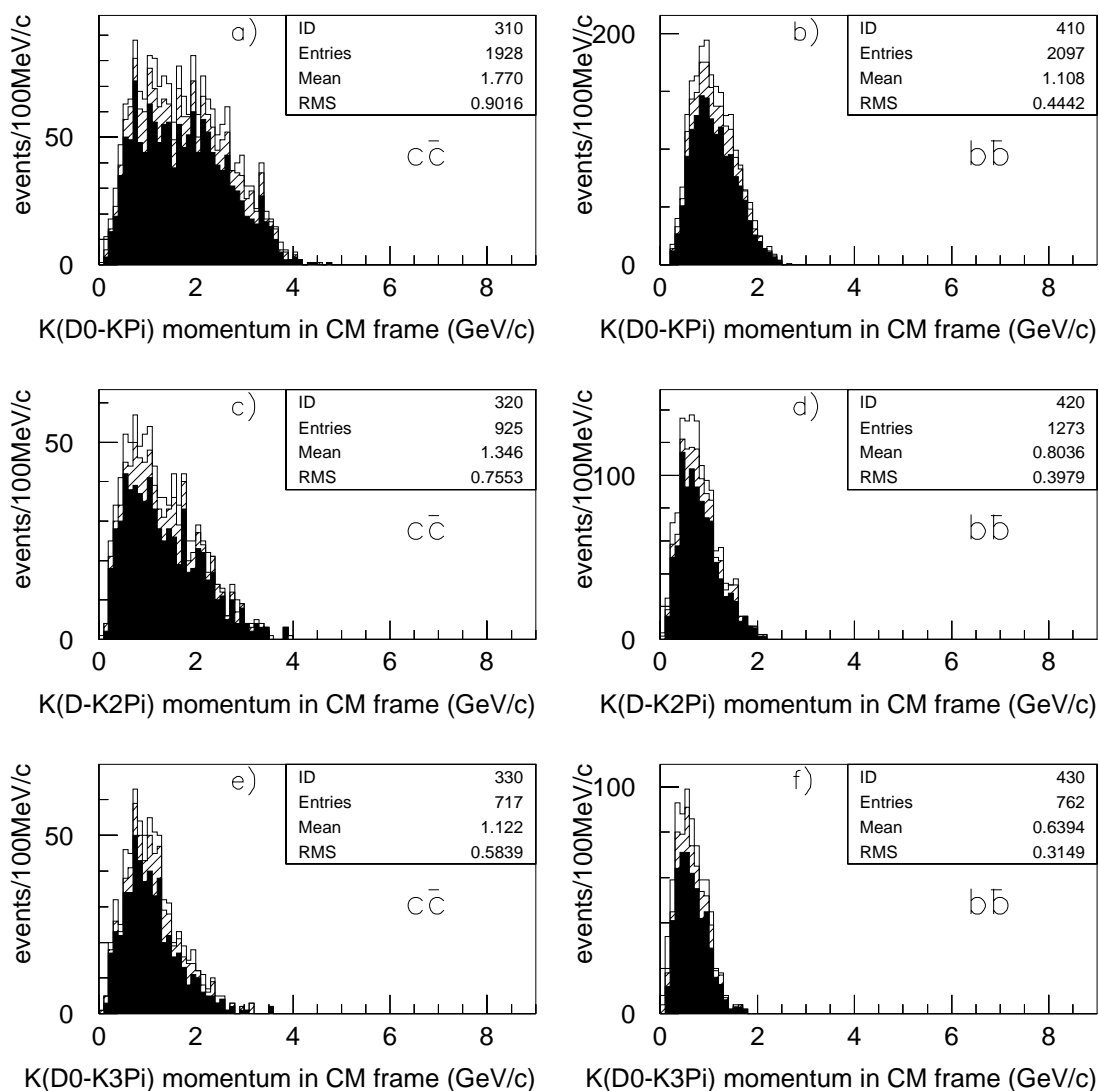 a)
ID 310
Entries 1928
Mean 1.770
RMS 0.9016
events/100MeV/c
50
0
cc̄
0 2 4 6 8
K(D0-KPi) momentum in CM frame (GeV/c)
b)
ID 410
Entries 2097
Mean 1.108
RMS 0.4442
events/100MeV/c
200
0
bb̄
0 2 4 6 8
K(D0-KPi) momentum in CM frame (GeV/c)
c)
ID 320
Entries 925
Mean 1.346
RMS 0.7553
events/100MeV/c
50
0
cc̄
0 2 4 6 8
K(D-K2Pi) momentum in CM frame (GeV/c)
d)
ID 420
Entries 1273
Mean 0.8036
RMS 0.3979
events/100MeV/c
100
0
bb̄
0 2 4 6 8
K(D-K2Pi) momentum in CM frame (GeV/c)
e)
ID 330
Entries 717
Mean 1.122
RMS 0.5839
events/100MeV/c
50
0
cc̄
0 2 4 6 8
K(D0-K3Pi) momentum in CM frame (GeV/c)
f)
ID 430
Entries 762
Mean 0.6394
RMS 0.3149
events/100MeV/c
100
0
bb̄
0 2 4 6 8
K(D0-K3Pi) momentum in CM frame (GeV/c)